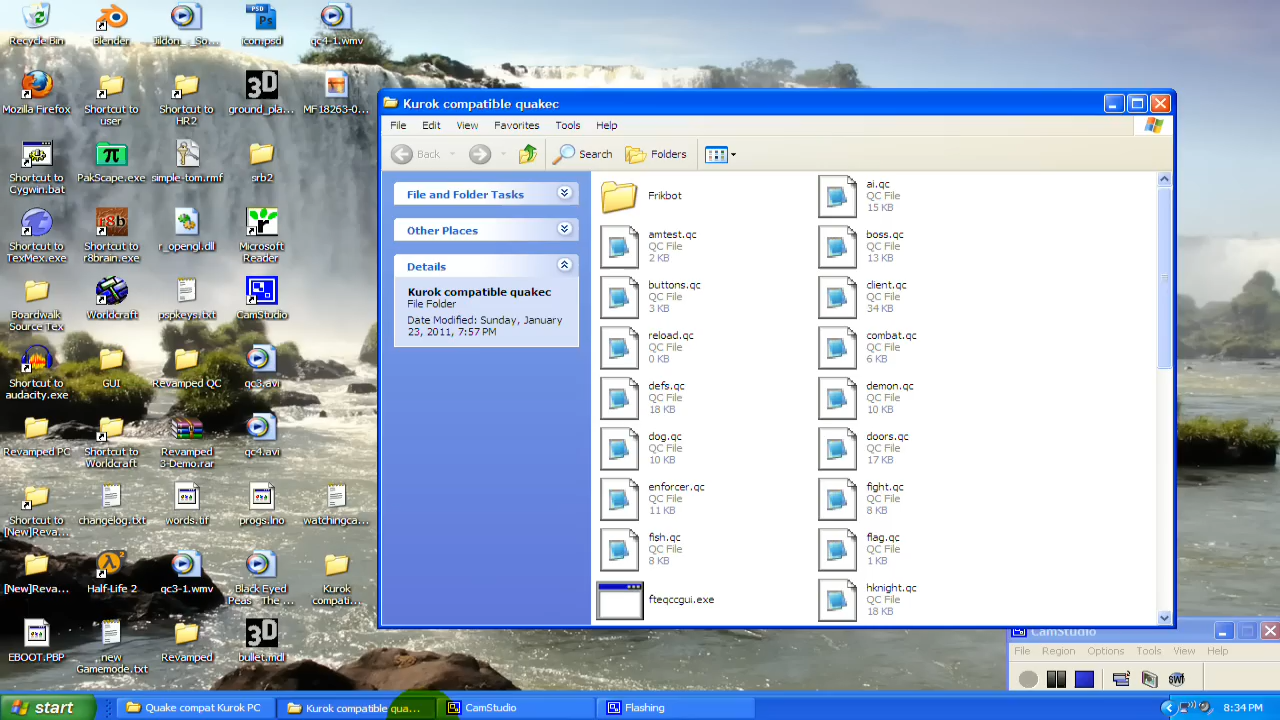 Recycle Bin
Blender
Jildon_-_So...
icon.psd
qc4-1.wmv
Mozilla Firefox
Shortcut to user
Shortcut to HR2
ground_pla...
MF18263-0...
Shortcut to Cygwin.bat
PakScape.exe
simple-tom.rmf
srb2
Shortcut to TexMex.exe
Shortcut to r8brain.exe
r_opengl.dll
Microsoft Reader
Boardwalk Source Tex
Worldcraft
pspkeys.txt
CamStudio
Shortcut to audacity.exe
GUI
Revamped QC
qc3.avi
Revamped PC
Shortcut to Worldcraft
Revamped 3-Demo.rar
qc4.avi
Shortcut to [New]Reva...
changelog.txt
words.tif
progs.lno
watchingca...
[New]Reva...
Half-Life 2
qc3-1.wmv
Black Eyed Peas - The ...
Kurok compati...
EBOOT.PBP
new Gamemode.txt
Revamped
bullet.mdl
Kurok compatible quakec
File Edit View Favorites Tools Help
Back Search Folders
File and Folder Tasks
Other Places
Details
Kurok compatible quakec
File Folder
Date Modified: Sunday, January
23, 2011, 7:57 PM
Frikbot
ai.qc
QC File
15 KB
amtest.qc
QC File
2 KB
boss.qc
QC File
13 KB
buttons.qc
QC File
3 KB
client.qc
QC File
34 KB
reload.qc
QC File
0 KB
combat.qc
QC File
6 KB
defs.qc
QC File
18 KB
demon.qc
QC File
10 KB
dog.qc
QC File
10 KB
doors.qc
QC File
17 KB
enforcer.qc
QC File
11 KB
fight.qc
QC File
8 KB
fish.qc
QC File
8 KB
flag.qc
QC File
1 KB
fteqccgui.exe
hknight.qc
QC File
18 KB
CamStudio
File Region Options Tools View Help
start
Quake compat Kurok PC
Kurok compatible qua...
CamStudio
Flashing
8:34 PM